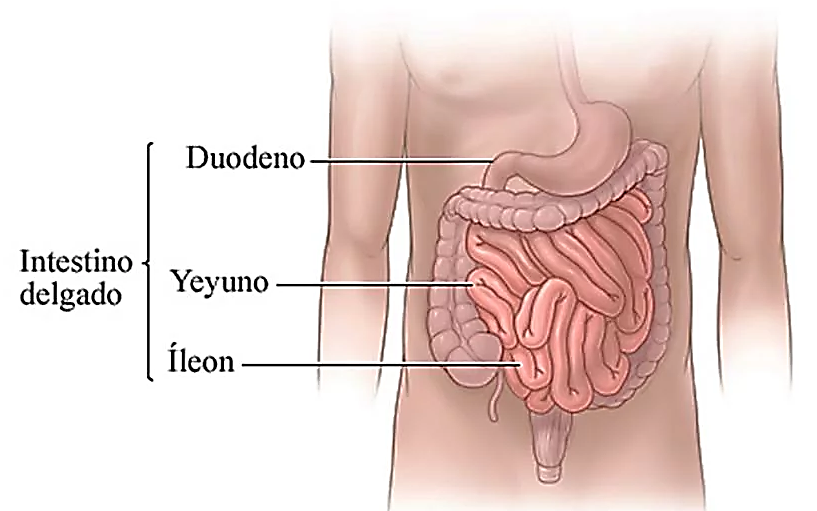 Duodeno
Intestino
delgado
Yeyuno
Íleon